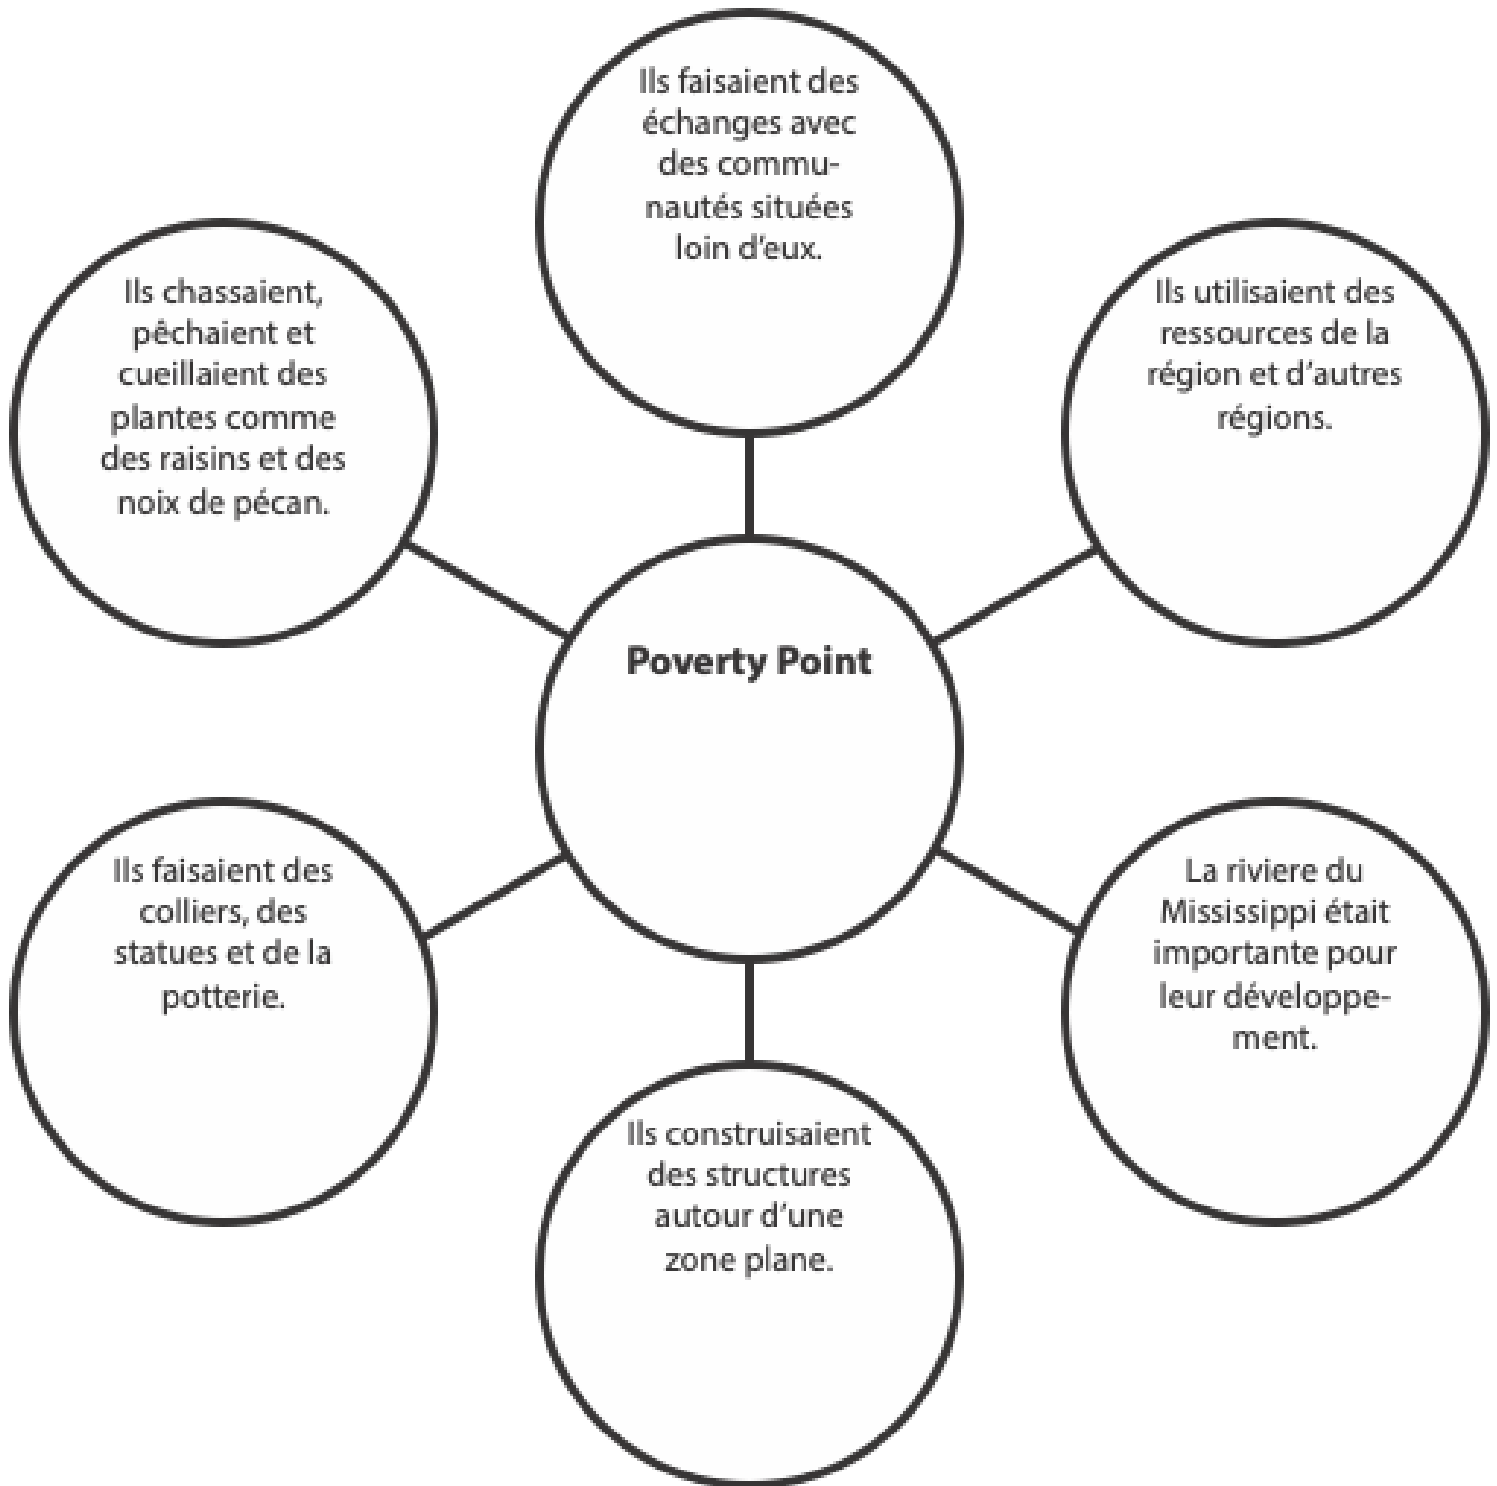 Ils faisaient des
échanges avec
des commu-
nautés situées
loin d'eux.
Ils chassaient,
pêchaient et
cueillaient des
plantes comme
des raisins et des
noix de pécan.
Ils utilisaient des
ressources de la
région et d'autres
régions.
Poverty Point
Ils faisaient des
colliers, des
statues et de la
potterie.
La riviere du
Mississippi était
importante pour
leur développe-
ment.
Ils construisaient
des structures
autour d'une
zone plane.